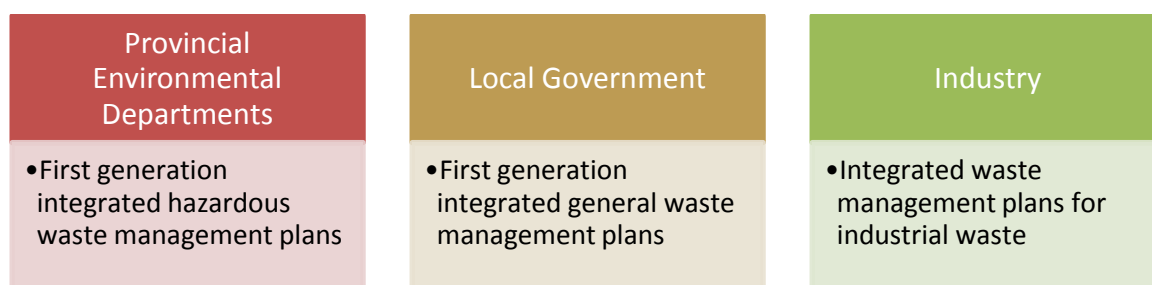 Provincial
Environmental
Departments
•First generation
integrated hazardous
waste management plans
Local Government
•First generation
integrated general waste
management plans
Industry
•Integrated waste
management plans for
industrial waste